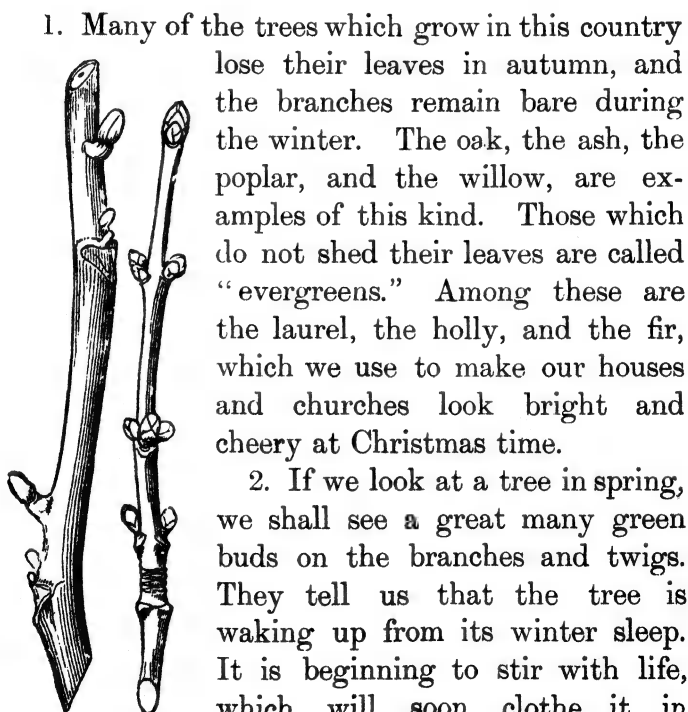 1. Many of the trees which grow in this country
lose their leaves in autumn, and
the branches remain bare during
the winter. The oak, the ash, the
poplar, and the willow, are ex-
amples of this kind. Those which
do not shed their leaves are called
“evergreens.” Among these are
the laurel, the holly, and the fir,
which we use to make our houses
and churches look bright and
cheery at Christmas time.
2. If we look at a tree in spring,
we shall see a great many green
buds on the branches and twigs.
They tell us that the tree is
waking up from its winter sleep.
It is beginning to stir with life,
which will soon clothe it in